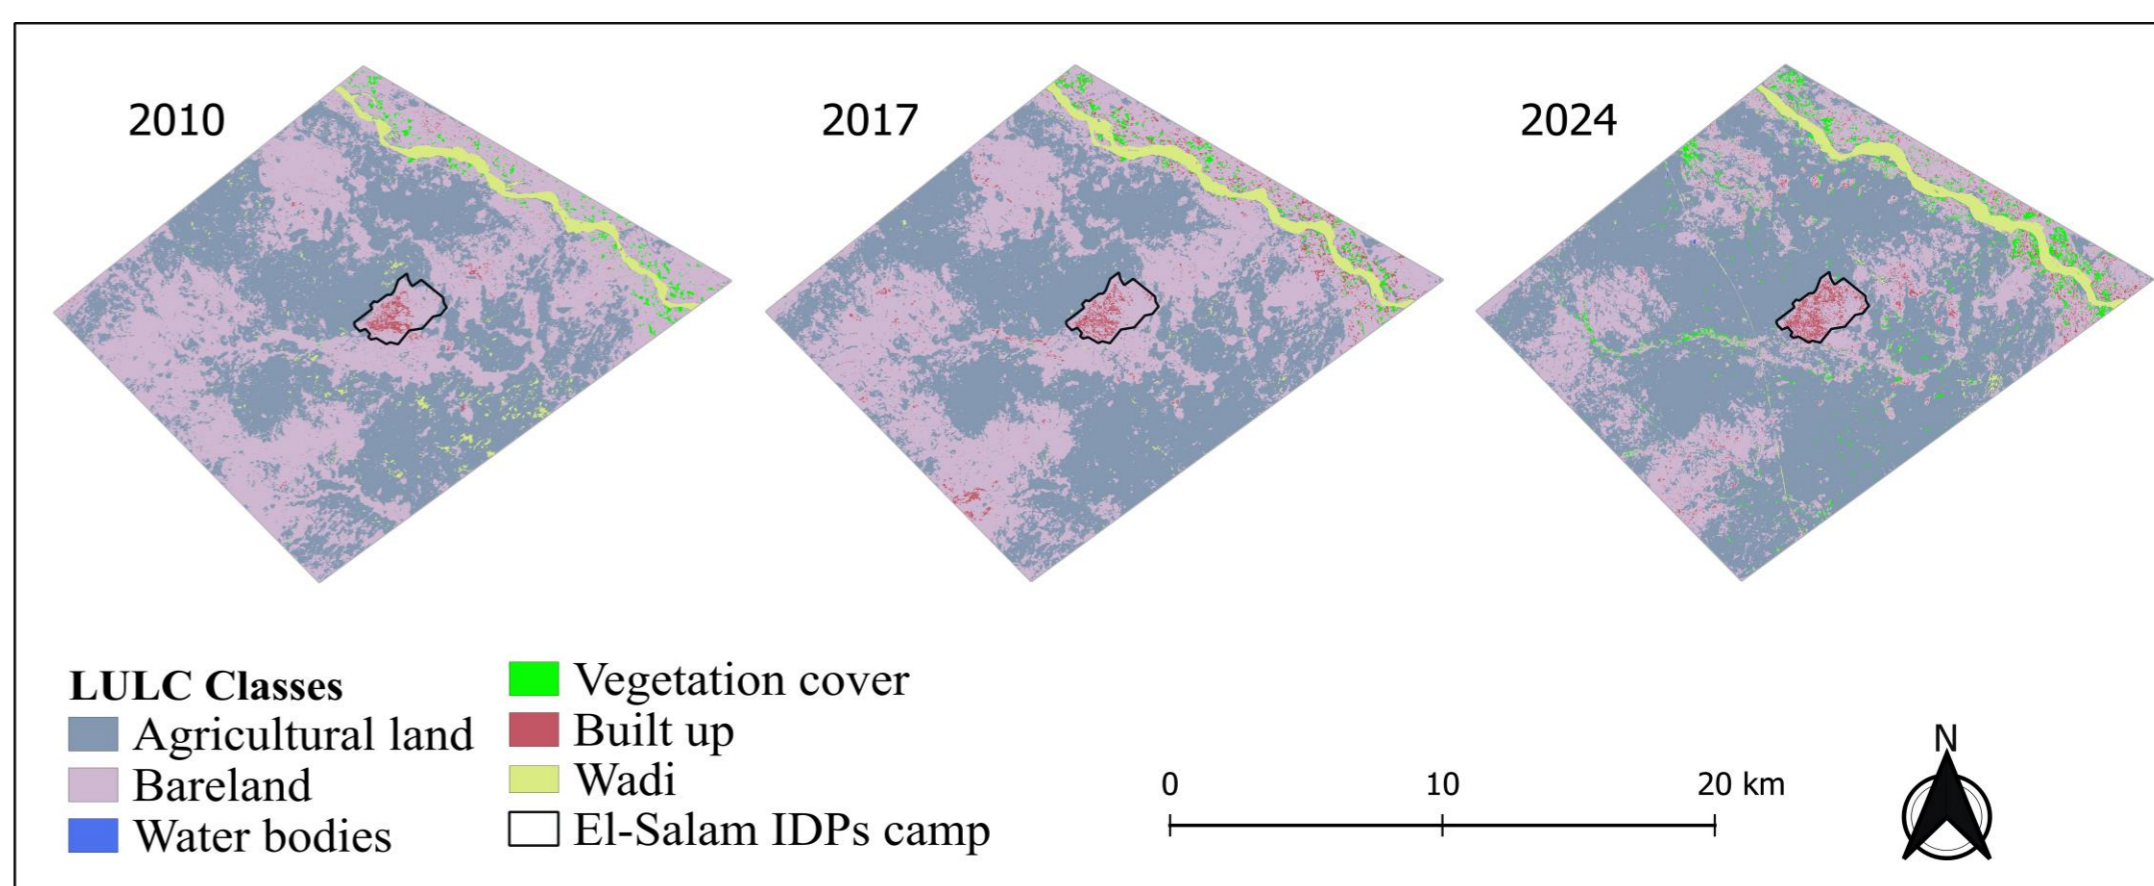 2010
2017
2024
LULC Classes
Agricultural land
Bareland
Water bodies
Vegetation cover
Built up
Wadi
El-Salam IDPs camp
0 10 20 km
N